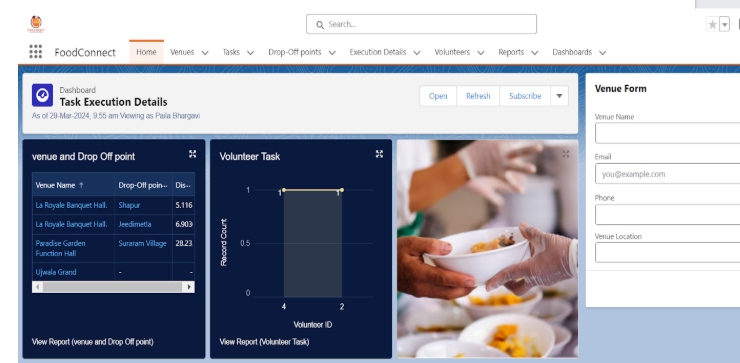 Search...
FoodConnect Home Venues Tasks Drop-Off points Execution Details Volunteers Reports Dashboards
Dashboard
Task Execution Details
As of 29-Mar-2024, 9:55 am Viewing as Paila Bhargavi
Open Refresh Subscribe
Venue Form
Venue Name
Email
you@example.com
Phone
Venue Location
venue and Drop Off point
Venue Name ↑ Drop-Off poin... Dis...
La Royale Banquet Hall. Shapur 5.116
La Royale Banquet Hall. Jeedimetla 6.903
Paradise Garden Function Hall Suraram Village 28.23
Ujwala Grand - -
View Report (venue and Drop Off point)
Volunteer Task
Record Count
1
0.5
0
1 1
4 2
Volunteer ID
View Report (Volunteer Task)